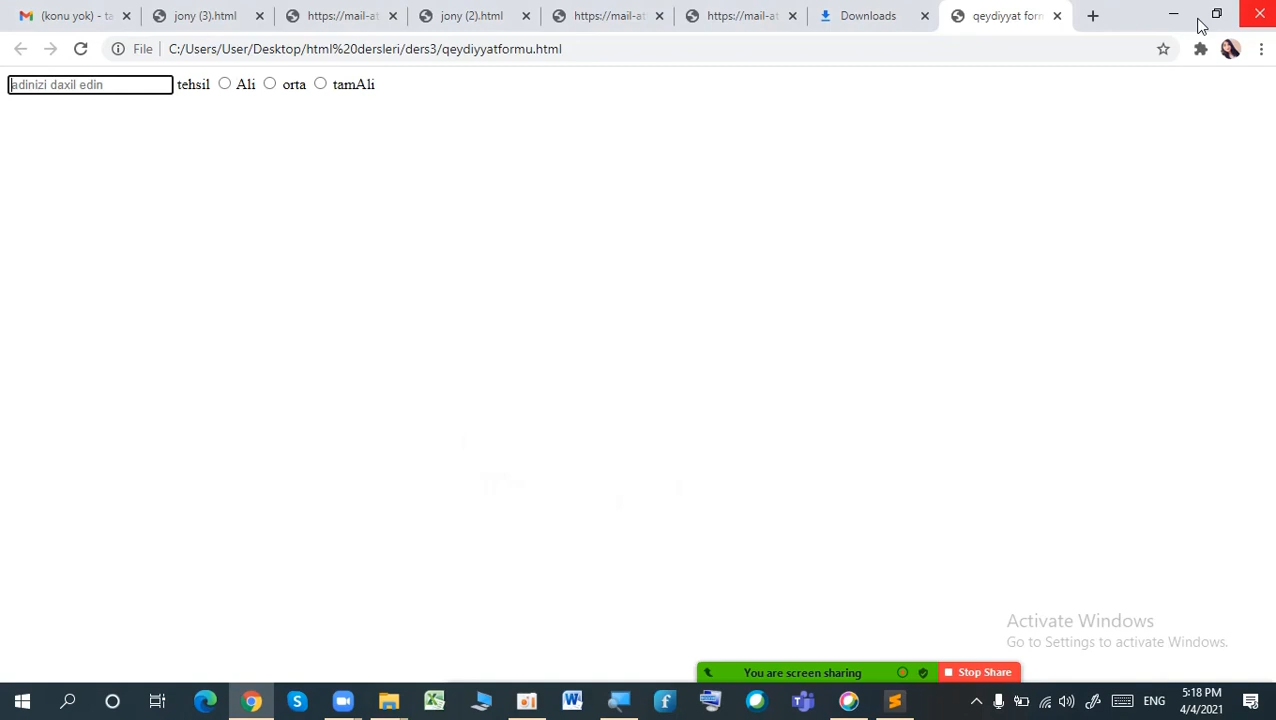 (konu yok) - ta
jony (3).html
https://mail-at
jony (2).html
https://mail-at
https://mail-at
Downloads
qeydiyyat form
File
C:/Users/User/Desktop/html%20dersleri/ders3/qeydiyyatformu.html
adinizi daxil edin tehsil Ali orta tamAli
Activate Windows
Go to Settings to activate Windows.
You are screen sharing Stop Share
ENG
5:18 PM
4/4/2021